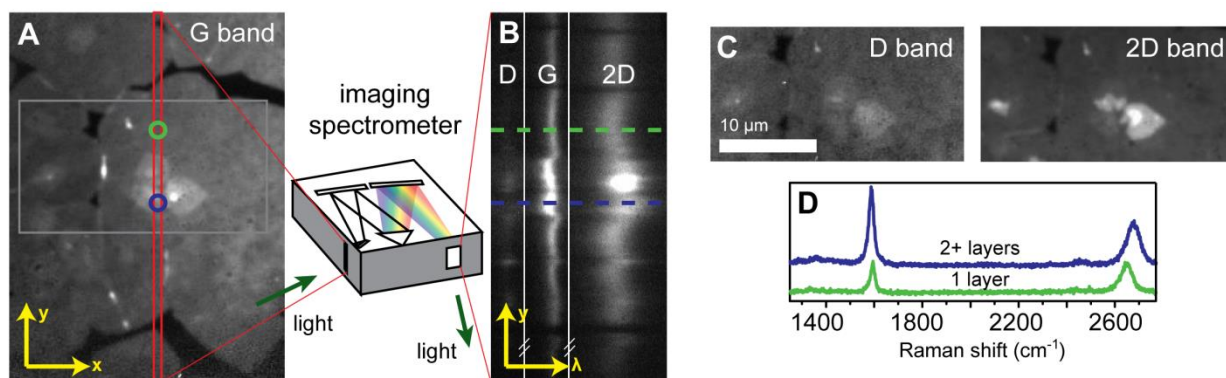 A
G band
y
x
imaging
spectrometer
light
light
B
D
G
2D
y
λ
C
D band
10 µm
2D band
D
2+ layers
1 layer
1400
1800
2200
2600
Raman shift (cm⁻¹)